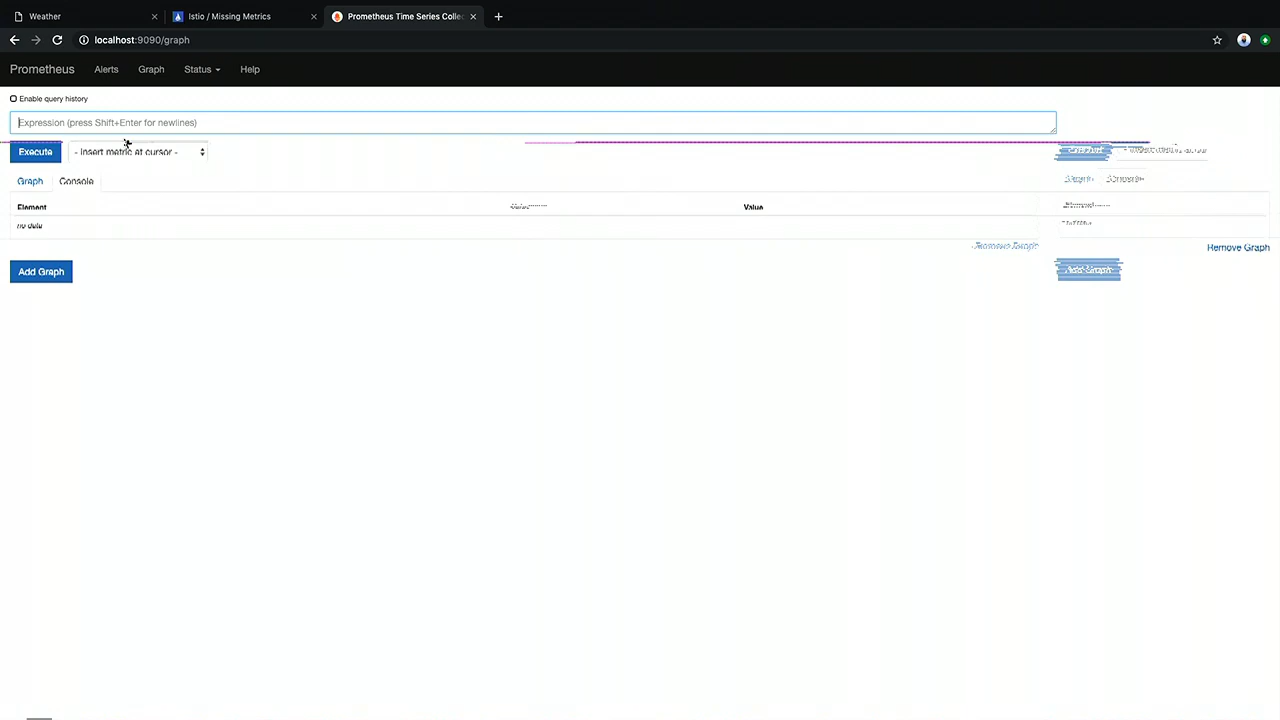 Weather
Istio / Missing Metrics
Prometheus Time Series Colle
localhost:9090/graph
Prometheus Alerts Graph Status Help
Enable query history
Expression (press Shift+Enter for newlines)
Execute - insert metric at cursor -
Graph Console
Element Value
no data
Remove Graph
Add Graph